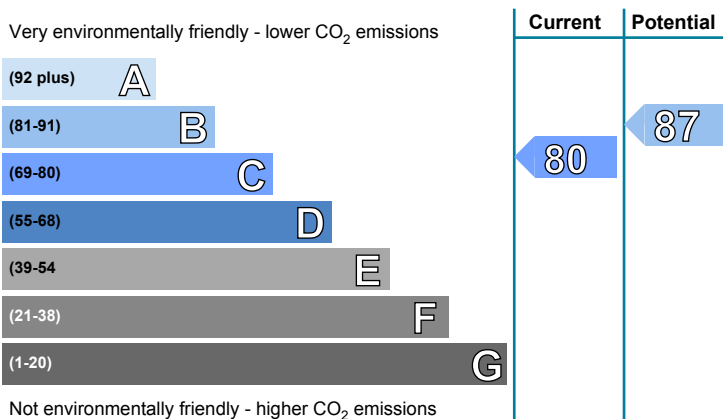 Very environmentally friendly - lower CO2 emissions
Current
Potential
(92 plus) A
(81-91) B
(69-80) C
(55-68) D
(39-54 E
(21-38) F
(1-20) G
80
87
Not environmentally friendly - higher CO2 emissions